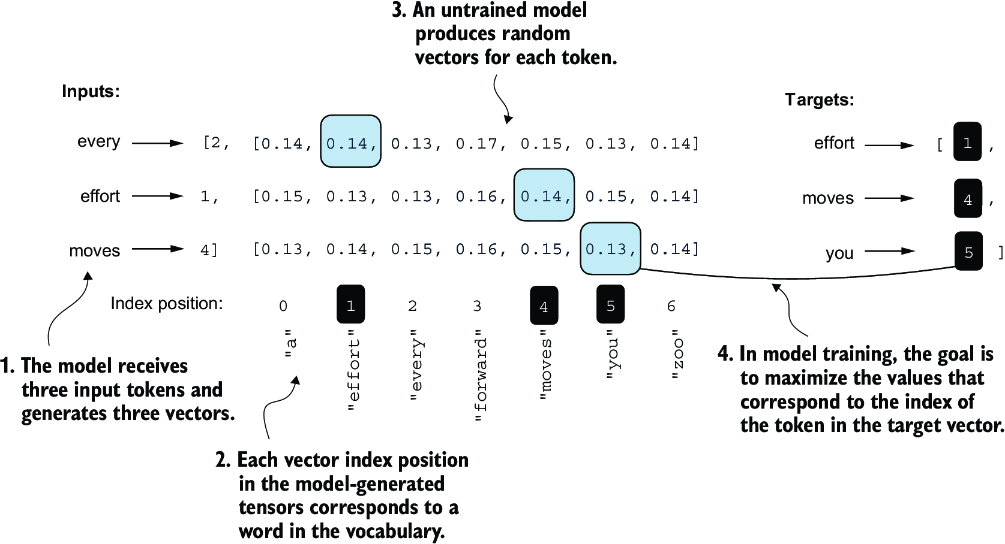 3. An untrained model
produces random
vectors for each token.
Inputs:
Targets:
every [2, [0.14, 0.14, 0.13, 0.17, 0.15, 0.13, 0.14] effort [ 1 ,
effort 1, [0.15, 0.13, 0.13, 0.16, 0.14, 0.15, 0.14] moves 4 ,
moves 4] [0.13, 0.14, 0.15, 0.16, 0.15, 0.13, 0.14] you 5 ]
Index position: 0 1 2 3 4 5 6
"a" "effort" "every" "forward" "moves" "you" "zoo"
1. The model receives
three input tokens and
generates three vectors.
2. Each vector index position
in the model-generated
tensors corresponds to a
word in the vocabulary.
4. In model training, the goal is
to maximize the values that
correspond to the index of
the token in the target vector.